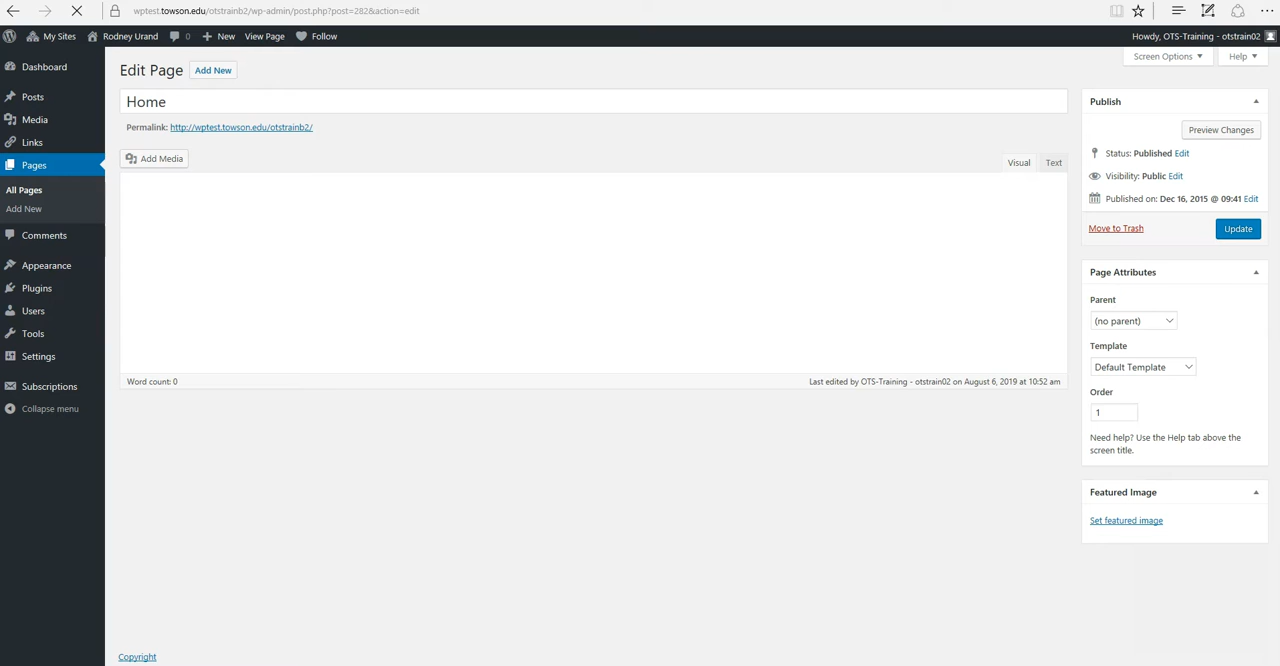 wptest.towson.edu/otstrainb2/wp-admin/post.php?post=282&action=edit
My Sites Rodney Urand 0 New View Page Follow Howdy, OTS-Training - otstrain02
Screen Options Help
Edit Page Add New
Home
Permalink: http://wptest.towson.edu/otstrainb2/
Add Media
Visual Text
Word count: 0
Last edited by OTS-Training - otstrain02 on August 6, 2019 at 10:52 am
Dashboard
Posts
Media
Links
Pages
All Pages
Add New
Comments
Appearance
Plugins
Users
Tools
Settings
Subscriptions
Collapse menu
Publish
Preview Changes
Status: Published Edit
Visibility: Public Edit
Published on: Dec 16, 2015 @ 09:41 Edit
Move to Trash Update
Page Attributes
Parent
(no parent)
Template
Default Template
Order
1
Need help? Use the Help tab above the
screen title.
Featured Image
Set featured image
Copyright